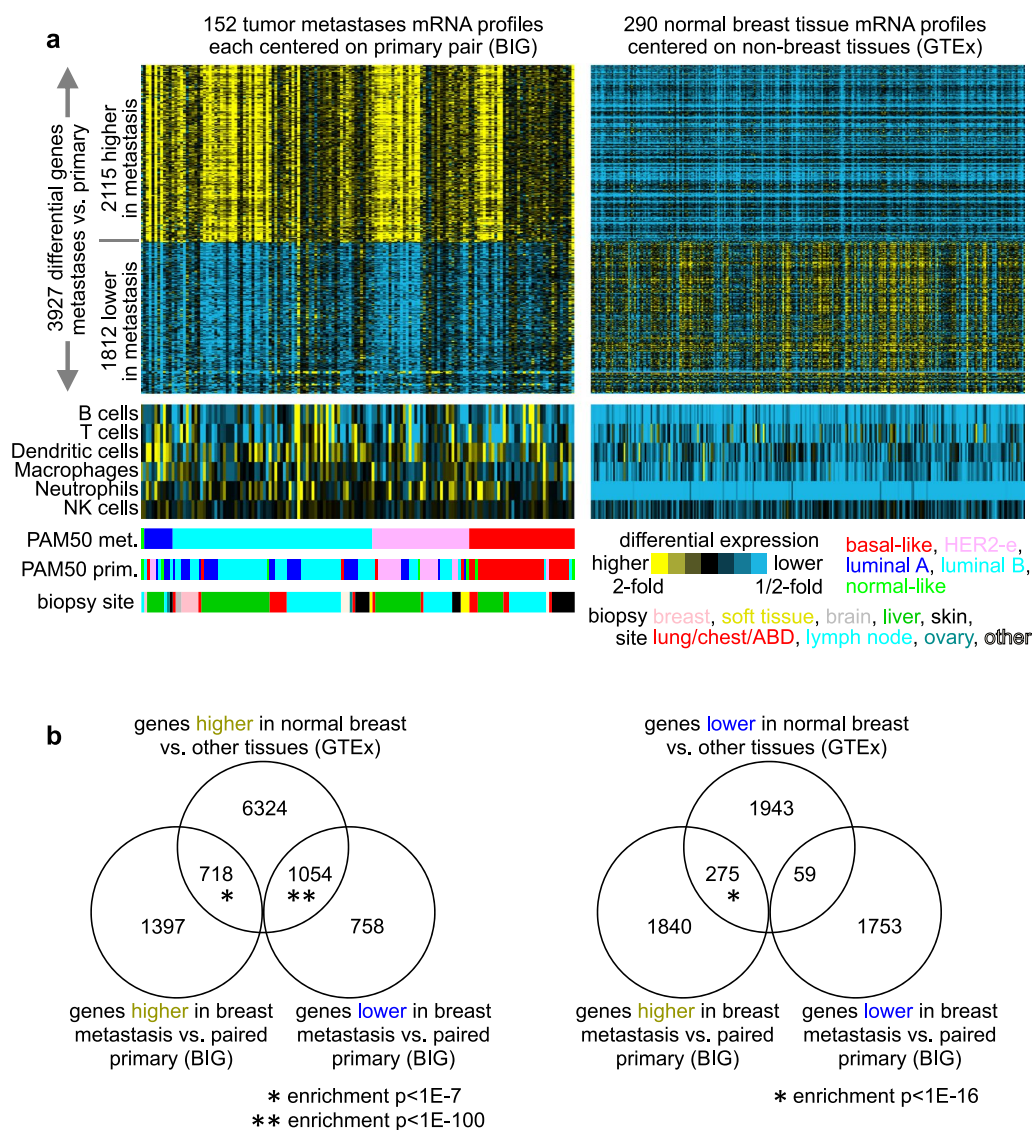 a
152 tumor metastases mRNA profiles
each centered on primary pair (BIG)
290 normal breast tissue mRNA profiles
centered on non-breast tissues (GTEx)
3927 differential genes
metastases vs. primary
2115 higher
in metastasis
1812 lower
in metastasis
B cells
T cells
Dendritic cells
Macrophages
Neutrophils
NK cells
PAM50 met.
PAM50 prim.
biopsy site
differential expression
higher lower
2-fold 1/2-fold
basal-like, HER2-e,
luminal A, luminal B,
normal-like
biopsy breast, soft tissue, brain, liver, skin,
site lung/chest/ABD, lymph node, ovary, other
b
genes higher in normal breast
vs. other tissues (GTEx)
6324
718
*
1054
**
1397
758
genes higher in breast
metastasis vs. paired
primary (BIG)
genes lower in breast
metastasis vs. paired
primary (BIG)
* enrichment p<1E-7
** enrichment p<1E-100
genes lower in normal breast
vs. other tissues (GTEx)
1943
275
*
59
1840
1753
genes higher in breast
metastasis vs. paired
primary (BIG)
genes lower in breast
metastasis vs. paired
primary (BIG)
* enrichment p<1E-16